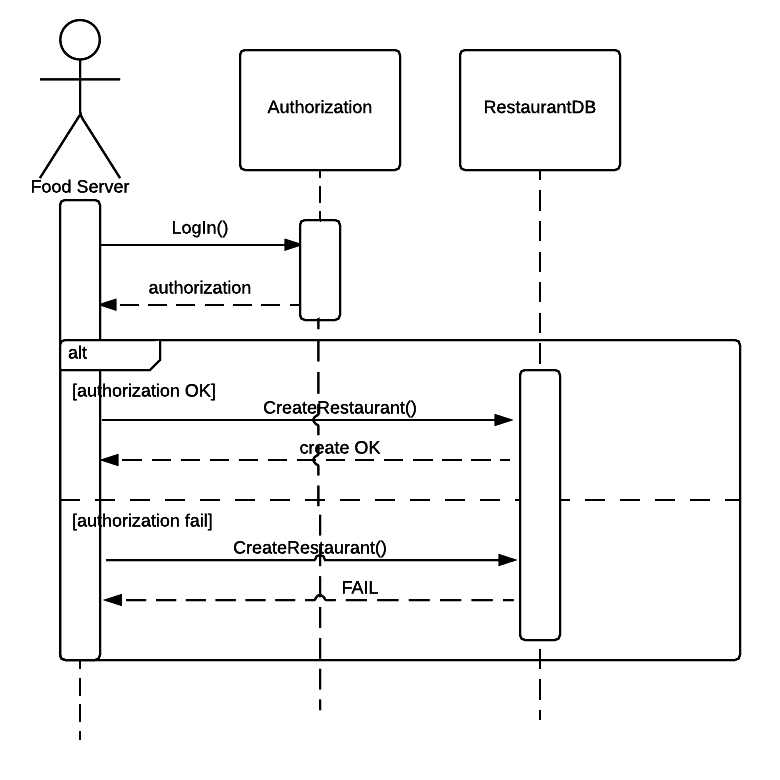 Authorization
RestaurantDB
Food Server
LogIn()
authorization
alt
[authorization OK]
CreateRestaurant()
create OK
[authorization fail]
CreateRestaurant()
FAIL